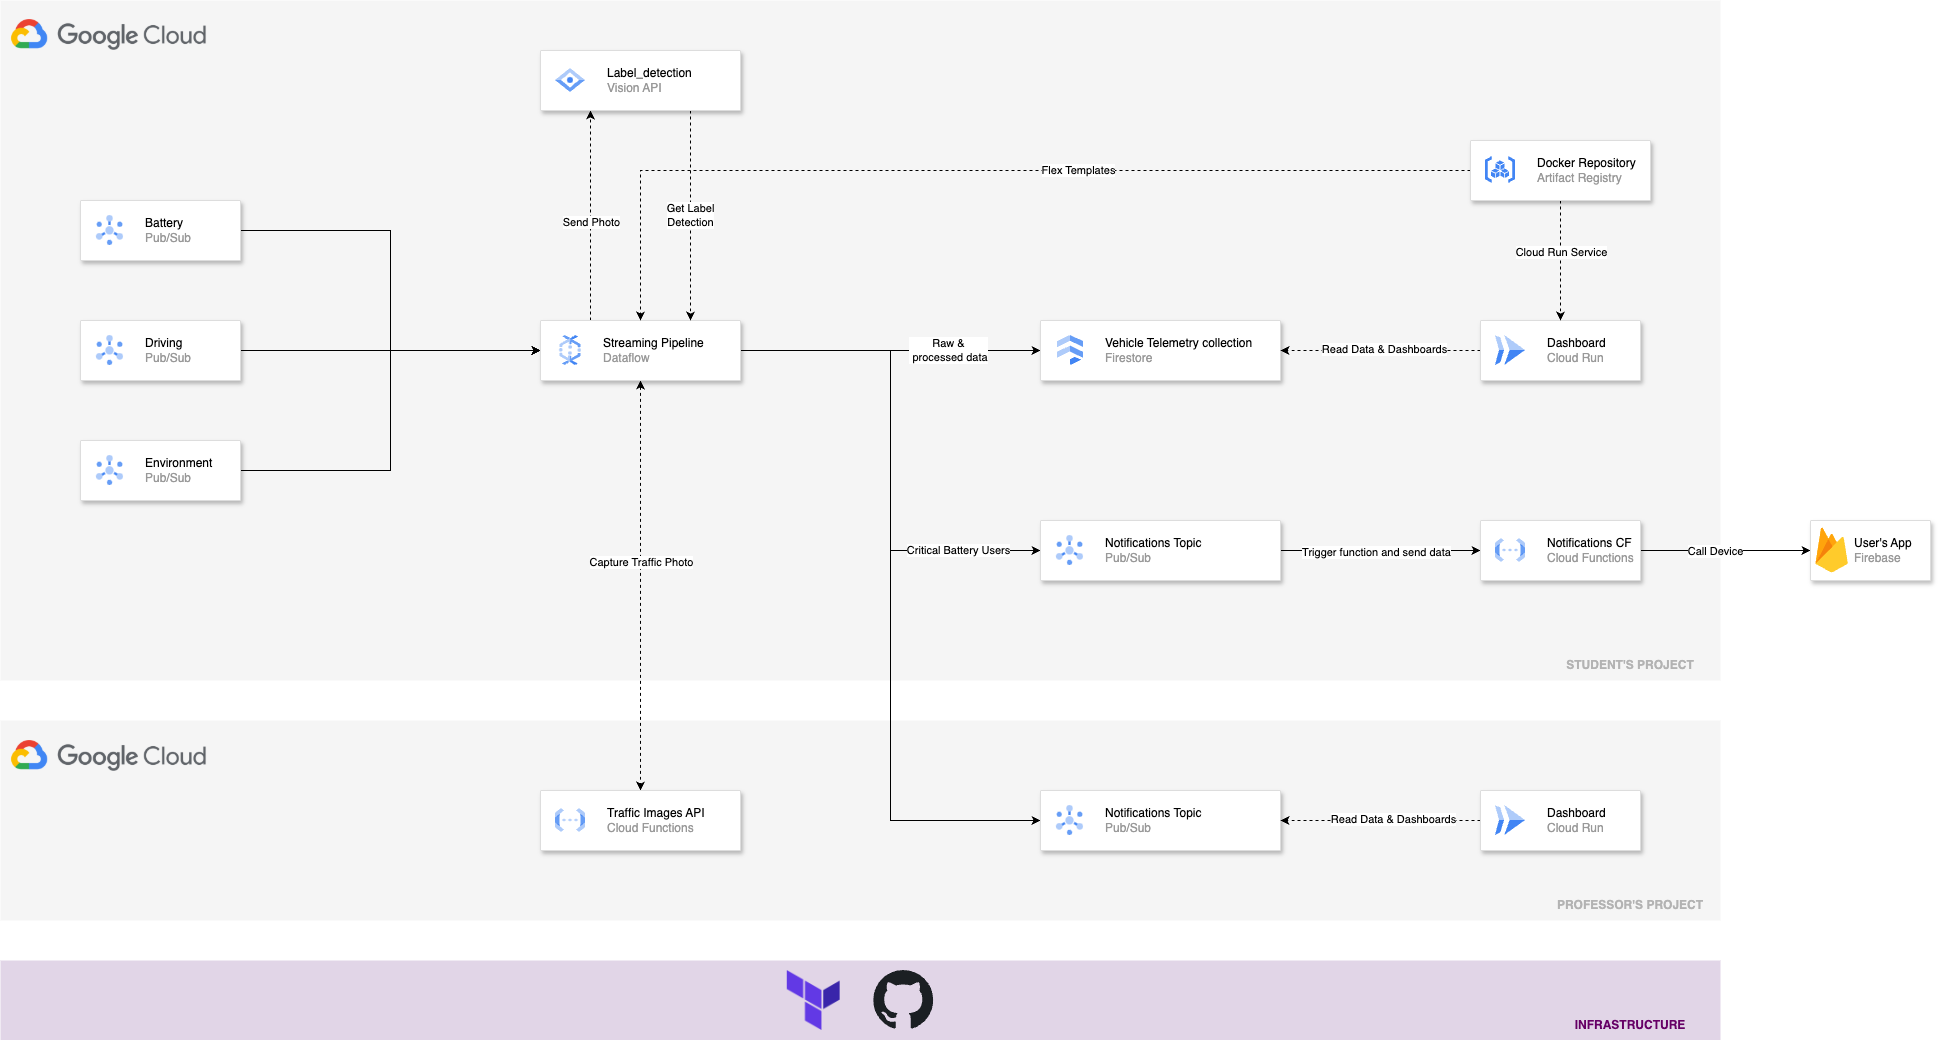 Google Cloud
Label_detection
Vision API
Docker Repository
Artifact Registry
Flex Templates
Send Photo
Get Label
Detection
Cloud Run Service
Battery
Pub/Sub
Driving
Pub/Sub
Environment
Pub/Sub
Streaming Pipeline
Dataflow
Raw &
processed data
Vehicle Telemetry collection
Firestore
Read Data & Dashboards
Dashboard
Cloud Run
Capture Traffic Photo
Critical Battery Users
Notifications Topic
Pub/Sub
Trigger function and send data
Notifications CF
Cloud Functions
Call Device
User's App
Firebase
STUDENT'S PROJECT
Google Cloud
Traffic Images API
Cloud Functions
Notifications Topic
Pub/Sub
Read Data & Dashboards
Dashboard
Cloud Run
PROFESSOR'S PROJECT
INFRASTRUCTURE